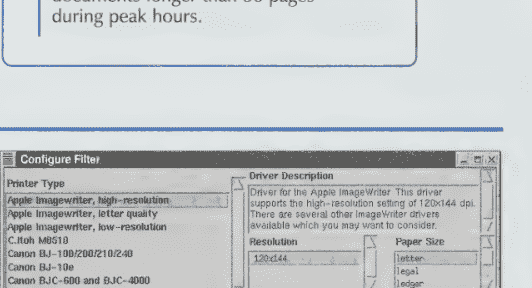 documents longer than 50 pages
during peak hours.
Configure Filter
Printer Type
Apple Imagewriter, high-resolution
Apple Imagewriter, letter quality
Apple Imagewriter, low-resolution
C.Itoh M8510
Canon BJ-100/200/210/240
Canon BJ-10e
Canon BJC-600 and BJC-4000
Driver Description
Driver for the Apple ImageWriter This driver
supports the high-resolution setting of 120x144 dpi.
There are several other ImageWriter drivers
available which you may want to consider.
Resolution
120x144
Paper Size
letter
legal
ledger